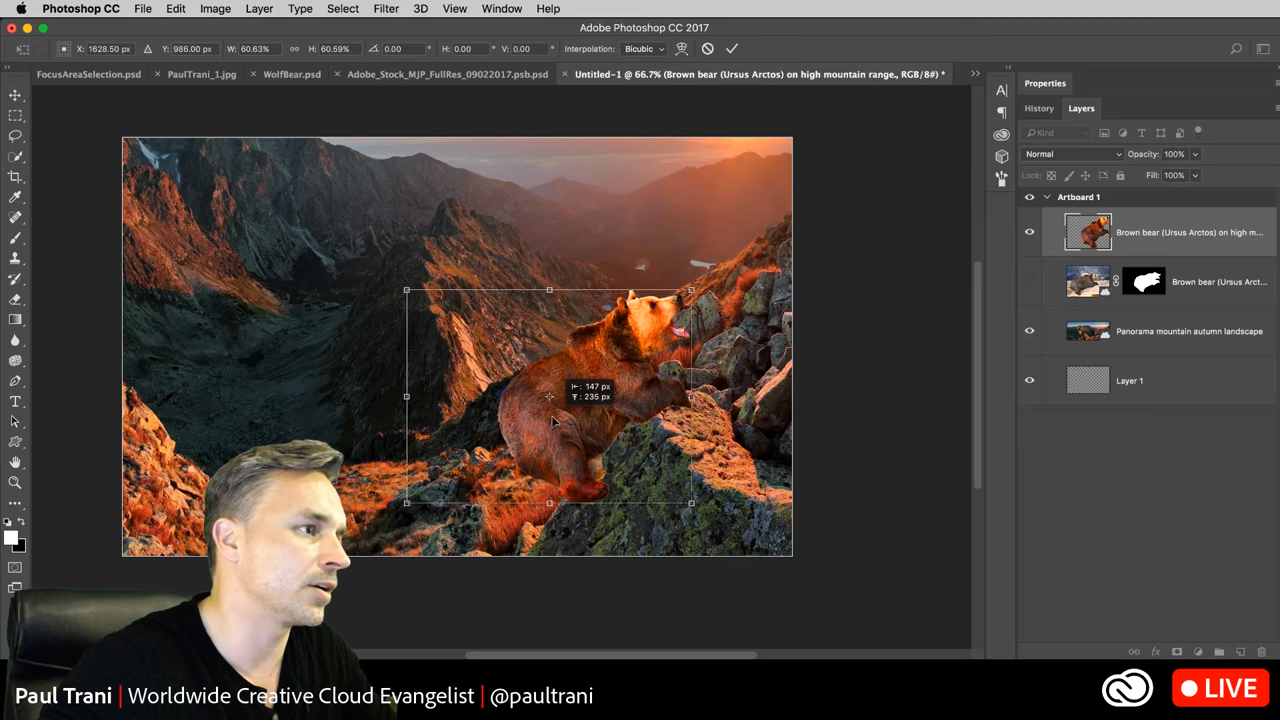 Photoshop CC File Edit Image Layer Type Select Filter 3D View Window Help
Adobe Photoshop CC 2017
X: 1628.50 px Y: 986.00 px W: 60.63% H: 60.59% 0.00 ° H: 0.00 ° V: 0.00 ° Interpolation: Bicubic
FocusAreaSelection.psd × PaulTrani_1.jpg × WolfBear.psd × Adobe_Stock_MJP_FullRes_09022017.psb.psd × Untitled-1 @ 66.7% (Brown bear (Ursus Arctos) on high mountain range., RGB/8#) *
Properties
History Layers
Kind
Normal Opacity: 100%
Lock: Fill: 100%
Artboard 1
Brown bear (Ursus Arctos) on high m...
Brown bear (Ursus Arct...
Panorama mountain autumn landscape
Layer 1
: 147 px
: 235 px
Paul Trani | Worldwide Creative Cloud Evangelist | @paultrani
LIVE